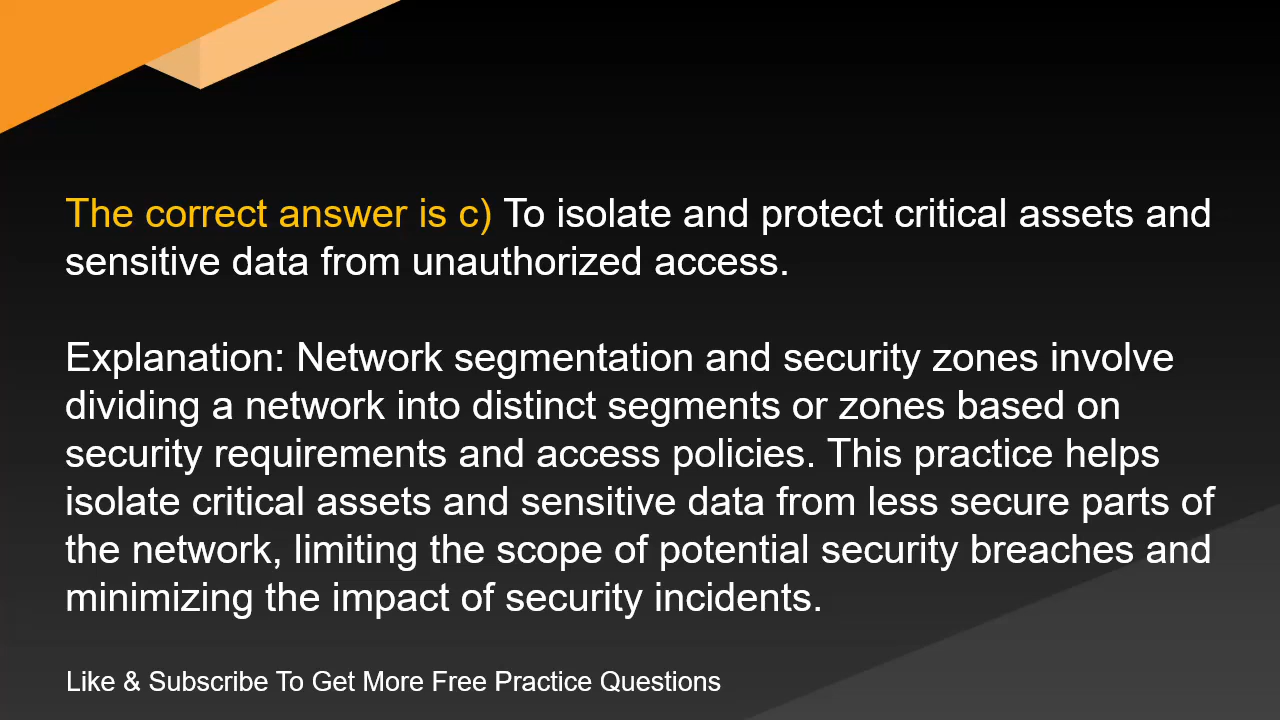 The correct answer is c) To isolate and protect critical assets and
sensitive data from unauthorized access.
Explanation: Network segmentation and security zones involve
dividing a network into distinct segments or zones based on
security requirements and access policies. This practice helps
isolate critical assets and sensitive data from less secure parts of
the network, limiting the scope of potential security breaches and
minimizing the impact of security incidents.
Like & Subscribe To Get More Free Practice Questions